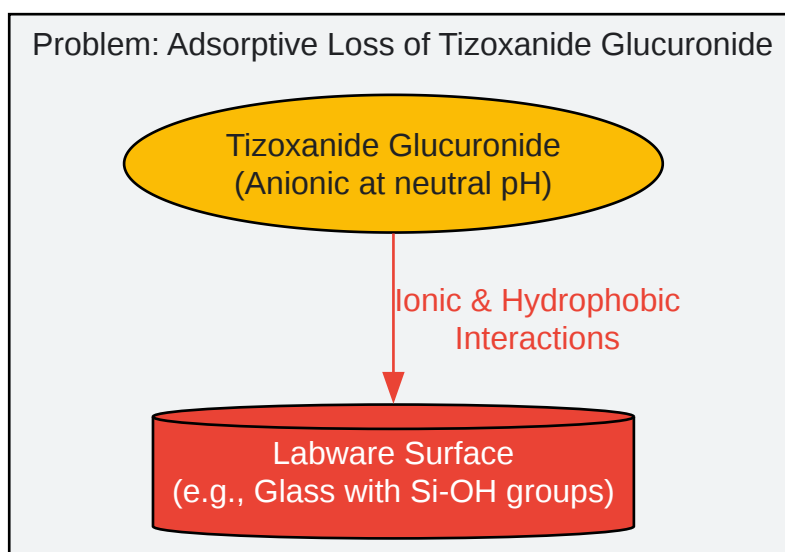 Problem: Adsorptive Loss of Tizoxanide Glucuronide
Tizoxanide Glucuronide
(Anionic at neutral pH)
Ionic & Hydrophobic
Interactions
Labware Surface
(e.g., Glass with Si-OH groups)